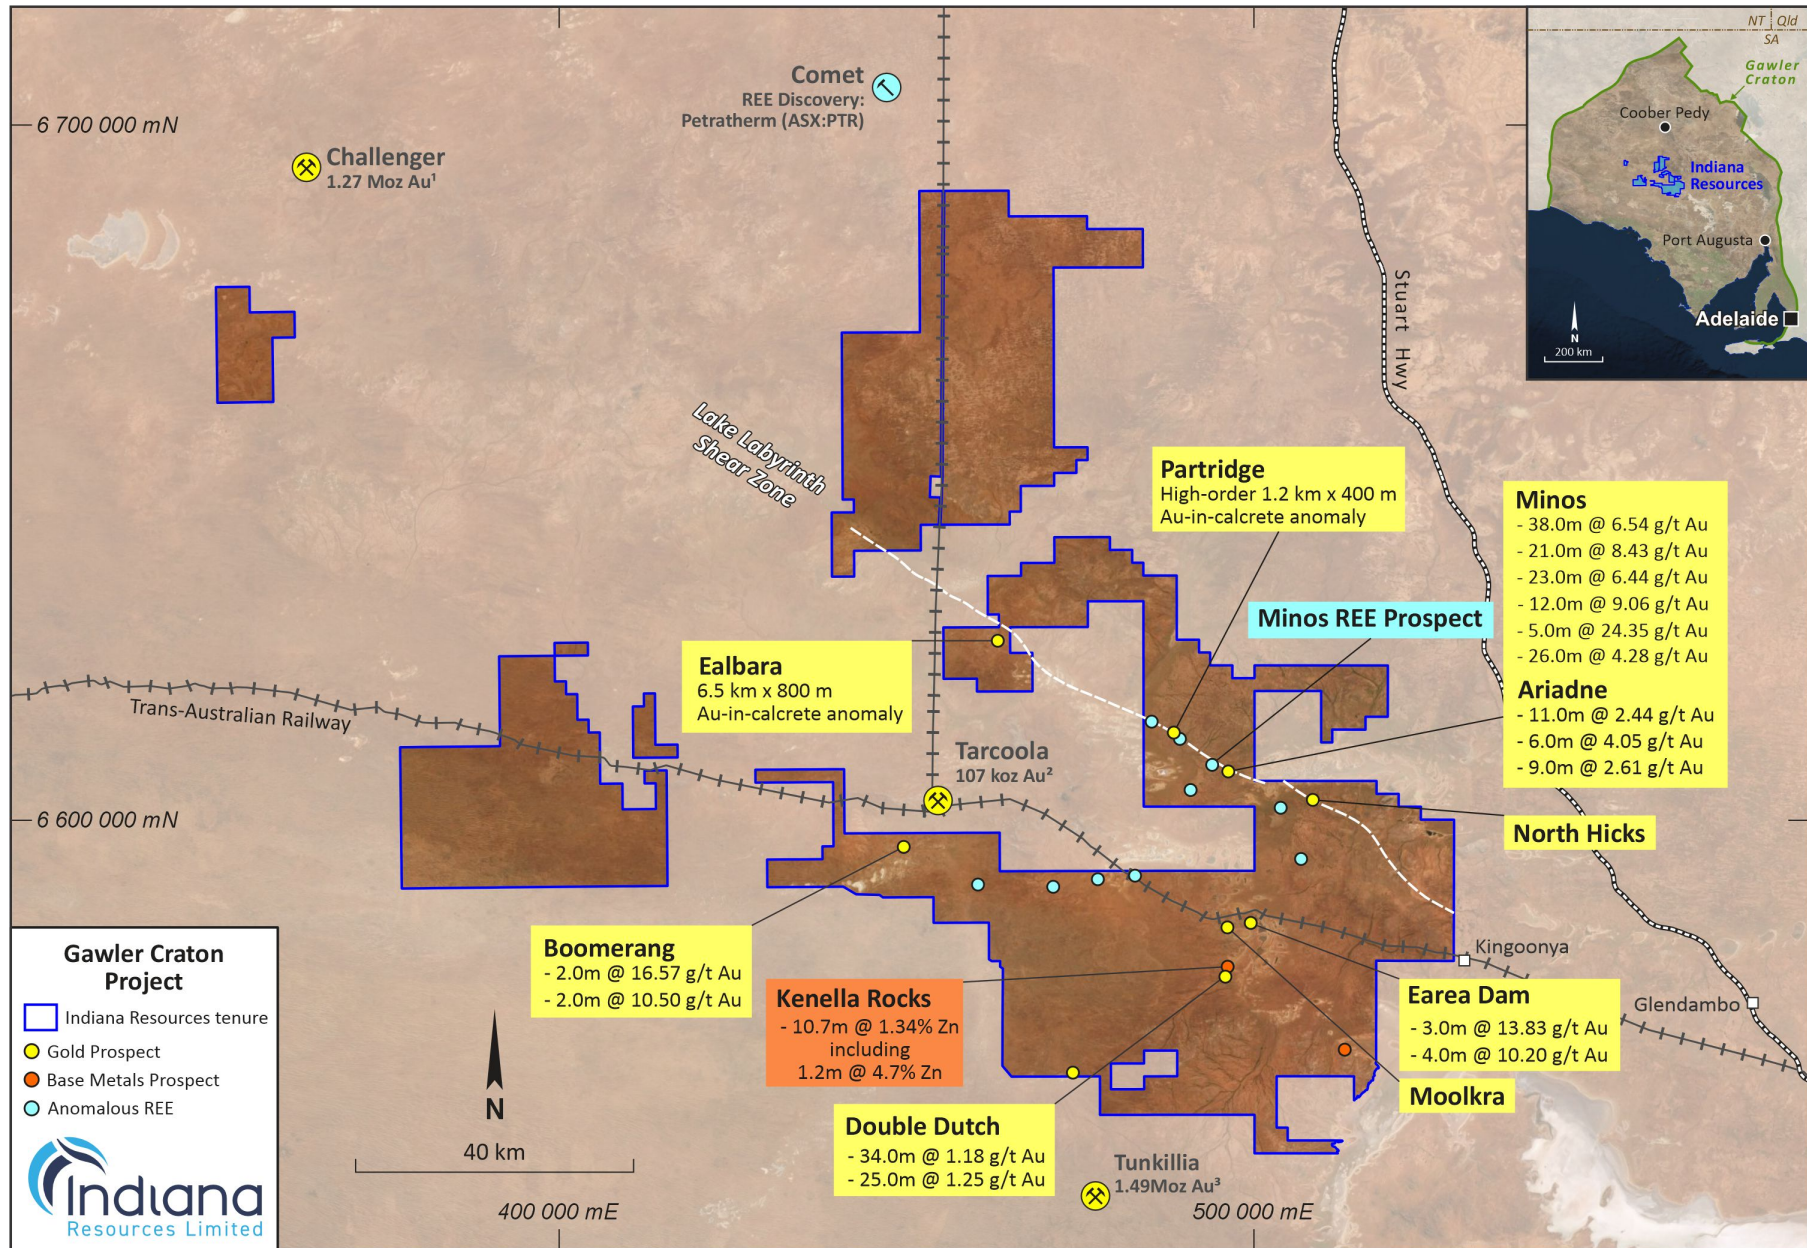 Comet
REE Discovery:
Petratherm (ASX:PTR)
6 700 000 mN
Challenger
1.27 Moz Au¹
NT Qld
SA
Gawler
Craton
Coober Pedy
Indiana
Resources
Port Augusta
Adelaide
N
200 km
Stuart Hwy
Lake Labyrinth
Shear Zone
Partridge
High-order 1.2 km x 400 m
Au-in-calcrete anomaly
Minos
- 38.0m @ 6.54 g/t Au
- 21.0m @ 8.43 g/t Au
- 23.0m @ 6.44 g/t Au
- 12.0m @ 9.06 g/t Au
- 5.0m @ 24.35 g/t Au
- 26.0m @ 4.28 g/t Au
Ariadne
- 11.0m @ 2.44 g/t Au
- 6.0m @ 4.05 g/t Au
- 9.0m @ 2.61 g/t Au
Minos REE Prospect
Ealbara
6.5 km x 800 m
Au-in-calcrete anomaly
Trans-Australian Railway
Tarcoola
107 koz Au²
6 600 000 mN
North Hicks
Boomerang
- 2.0m @ 16.57 g/t Au
- 2.0m @ 10.50 g/t Au
Kenella Rocks
- 10.7m @ 1.34% Zn
including
1.2m @ 4.7% Zn
Kingoonya
Glendambo
Earea Dam
- 3.0m @ 13.83 g/t Au
- 4.0m @ 10.20 g/t Au
Moolkra
Double Dutch
- 34.0m @ 1.18 g/t Au
- 25.0m @ 1.25 g/t Au
Tunkillia
1.49Moz Au³
Gawler Craton
Project
Indiana Resources tenure
Gold Prospect
Base Metals Prospect
Anomalous REE
Indiana
Resources Limited
N
40 km
400 000 mE
500 000 mE